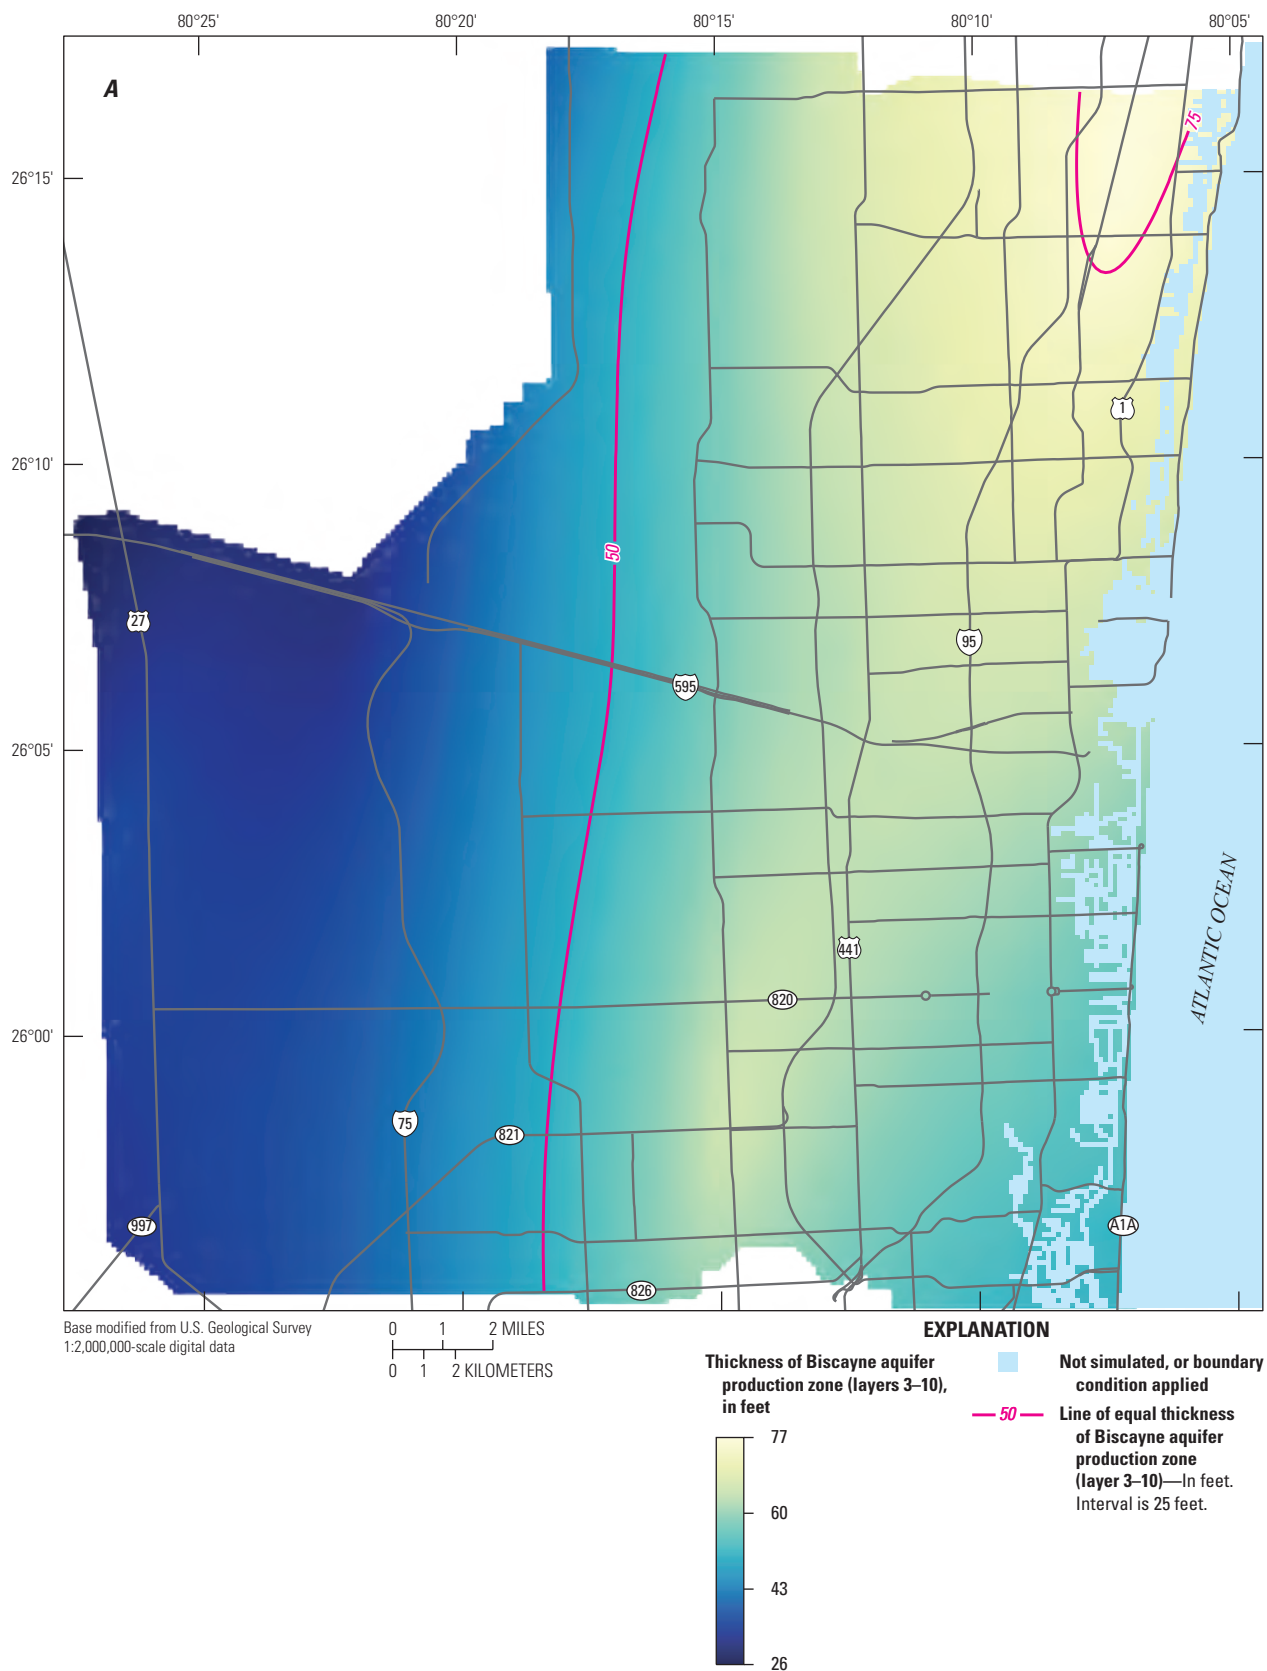 80°25'
80°20'
80°15'
80°10'
80°05'
A
75
26°15'
1
26°10'
50
27
95
595
26°05'
ATLANTIC OCEAN
441
820
26°00'
75
821
997
A1A
826
Base modified from U.S. Geological Survey
1:2,000,000-scale digital data
0 1 2 MILES
0 1 2 KILOMETERS
EXPLANATION
Thickness of Biscayne aquifer
production zone (layers 3–10),
in feet
77
60
43
26
Not simulated, or boundary
condition applied
50
Line of equal thickness
of Biscayne aquifer
production zone
(layer 3–10)—In feet.
Interval is 25 feet.